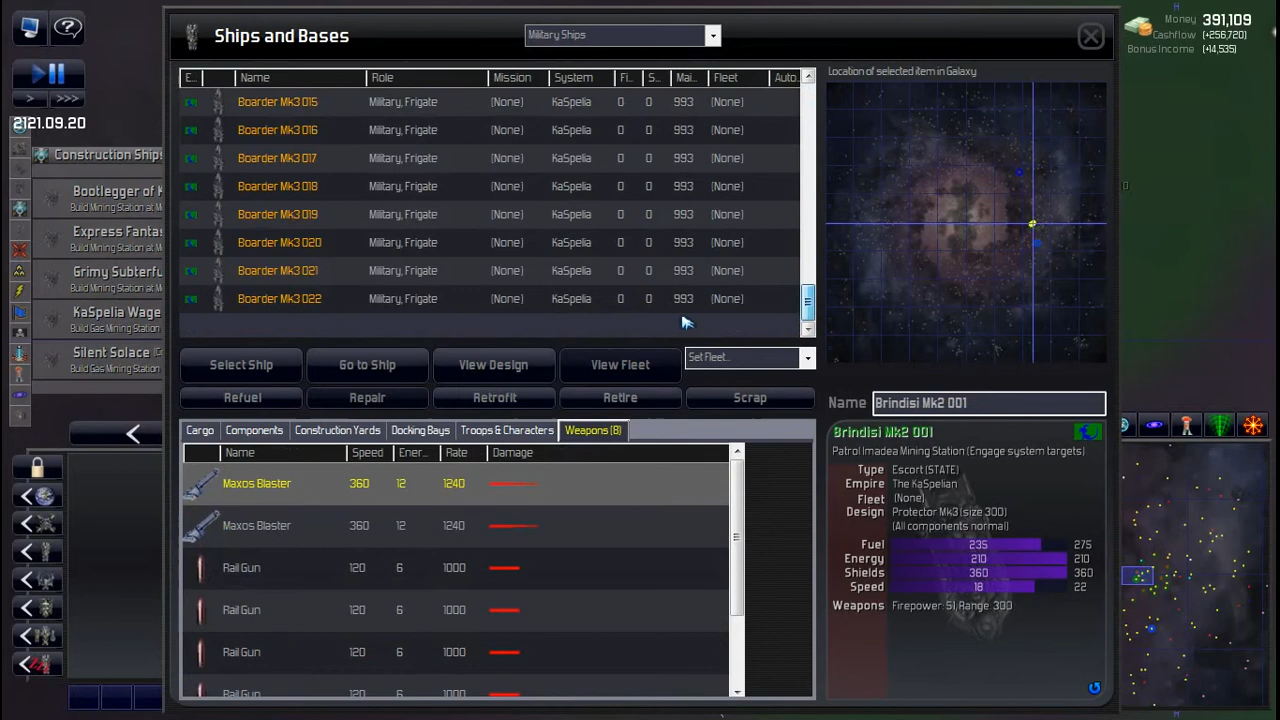 Ships and Bases
Military Ships
Money 391,109
Cashflow (+256,720)
Bonus Income (+14,535)
> >>>
2121.09.20
Construction Ships
Bootlegger of K
Build Mining Station at M
Express Fantas
Build Mining Station at M
Grimy Subterfu
Build Mining Station at M
KaSpelia Wage
Build Gas Mining Station
Silent Solace (G
Build Gas Mining Station
E... Name Role Mission System Fi... S... Mai... Fleet Auto...
Boarder Mk3 015 Military, Frigate (None) KaSpelia 0 0 993 (None)
Boarder Mk3 016 Military, Frigate (None) KaSpelia 0 0 993 (None)
Boarder Mk3 017 Military, Frigate (None) KaSpelia 0 0 993 (None)
Boarder Mk3 018 Military, Frigate (None) KaSpelia 0 0 993 (None)
Boarder Mk3 019 Military, Frigate (None) KaSpelia 0 0 993 (None)
Boarder Mk3 020 Military, Frigate (None) KaSpelia 0 0 993 (None)
Boarder Mk3 021 Military, Frigate (None) KaSpelia 0 0 993 (None)
Boarder Mk3 022 Military, Frigate (None) KaSpelia 0 0 993 (None)
Location of selected item in Galaxy
Select Ship Go to Ship View Design View Fleet Set Fleet...
Refuel Repair Retrofit Retire Scrap
Cargo Components Construction Yards Docking Bays Troops & Characters Weapons (8)
Name Speed Ener... Rate Damage
Maxos Blaster 360 12 1240
Maxos Blaster 360 12 1240
Rail Gun 120 6 1000
Rail Gun 120 6 1000
Rail Gun 120 6 1000
Rail Gun 120 6 1000
Name Brindisi Mk2 001
Brindisi Mk2 001
Patrol Imadea Mining Station (Engage system targets)
Type Escort (STATE)
Empire The KaSpelian
Fleet (None)
Design Protector Mk3 (size 300)
(All components normal)
Fuel 235 275
Energy 210 210
Shields 360 360
Speed 18 22
Weapons Firepower: 51, Range: 300